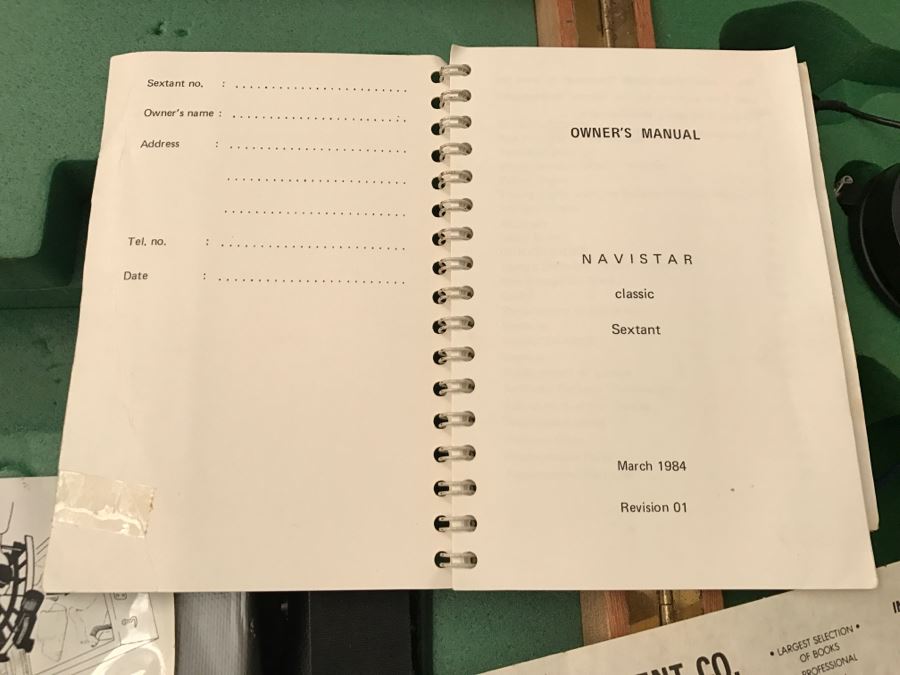 Sextant no. : ........................
Owner's name : ........................
Address : ........................
........................
........................
Tel. no. : ........................
Date : ........................
OWNER'S MANUAL
NAVISTAR
classic
Sextant
March 1984
Revision 01
CO.
• LARGEST SELECTION •
OF BOOKS
PROFESSIONAL